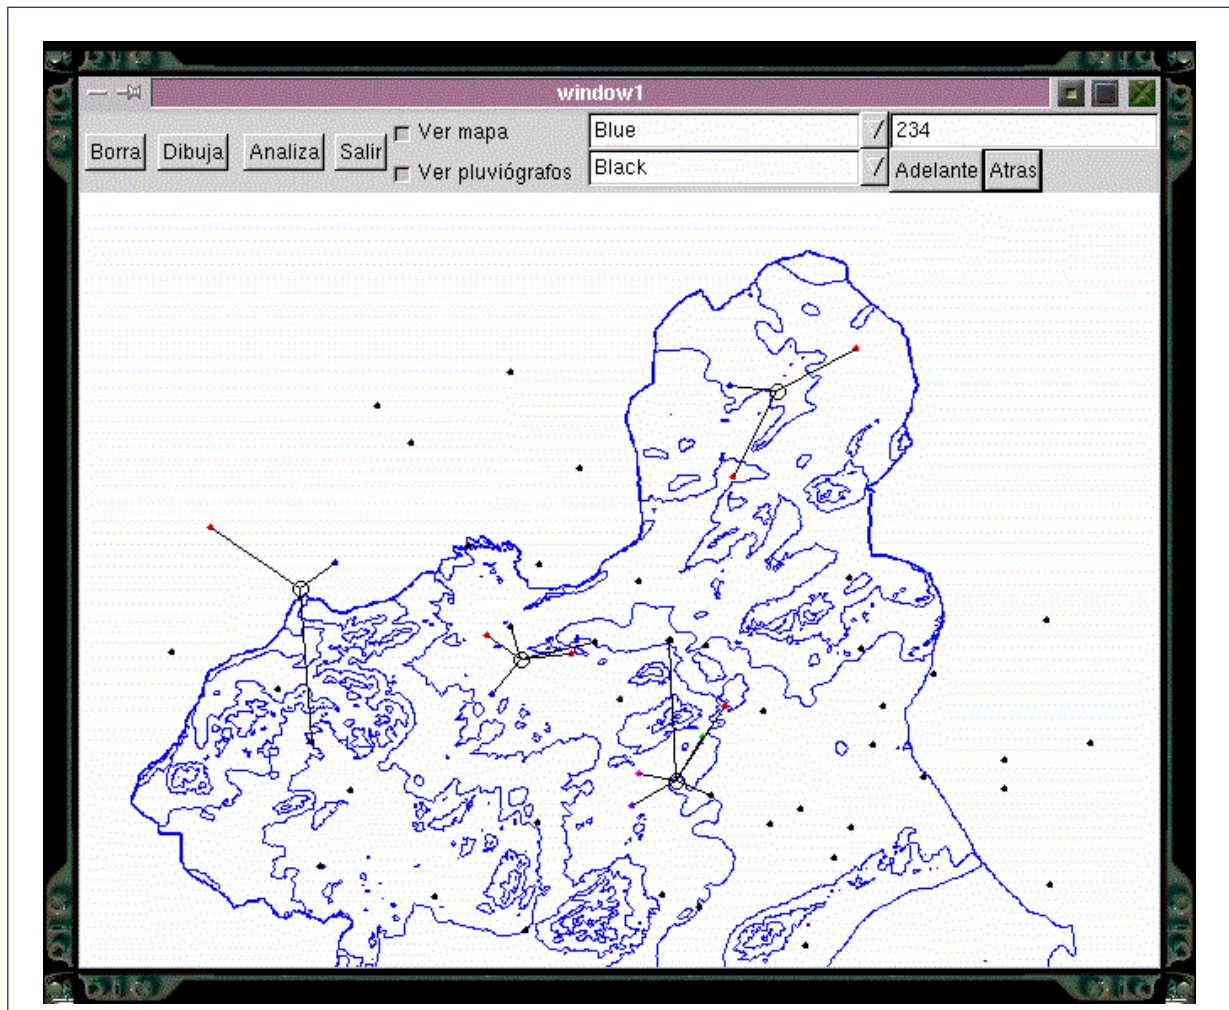 window1
Borra Dibuja Analiza Salir
Ver mapa
Ver pluviógrafos
Blue
Black
234
Adelante Atras